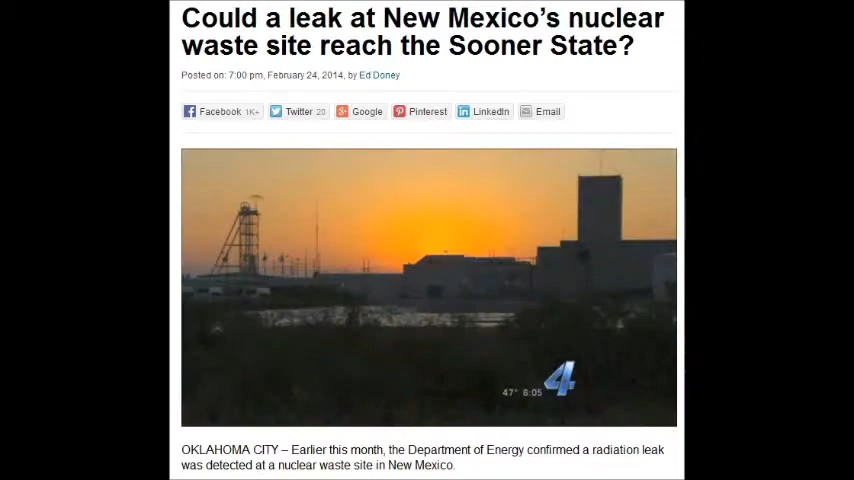 Could a leak at New Mexico's nuclear
waste site reach the Sooner State?
Posted on: 7:00 pm, February 24, 2014, by Ed Doney
Facebook 1K+ Twitter 20 Google Pinterest LinkedIn Email
4
47° 6:05
OKLAHOMA CITY – Earlier this month, the Department of Energy confirmed a radiation leak
was detected at a nuclear waste site in New Mexico.